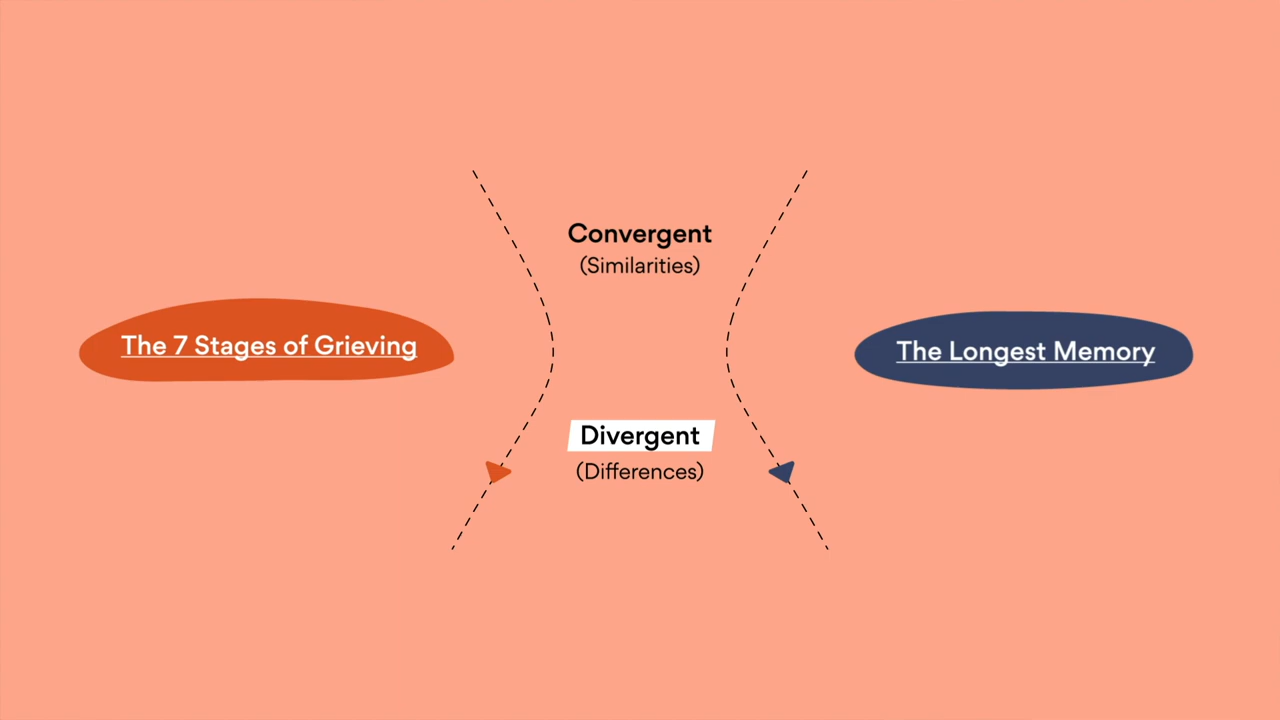 Convergent
(Similarities)
The 7 Stages of Grieving
The Longest Memory
Divergent
(Differences)